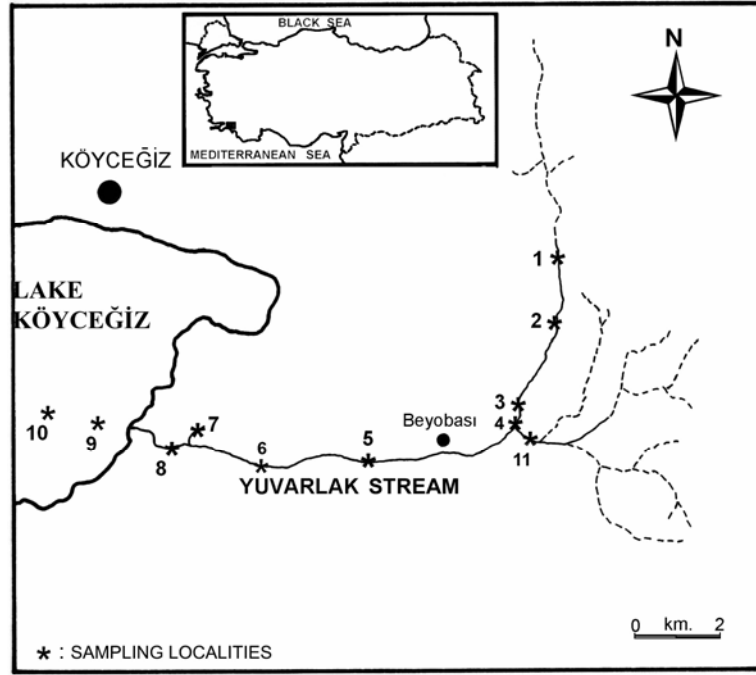 BLACK SEA
MEDITERRANEAN SEA
N
KÖYCEĞİZ
LAKE
KÖYCEĞİZ
1
2
3
4
11
Beyobası
5
6
7
8
9
10
YUVARLAK STREAM
0 km. 2
* : SAMPLING LOCALITIES